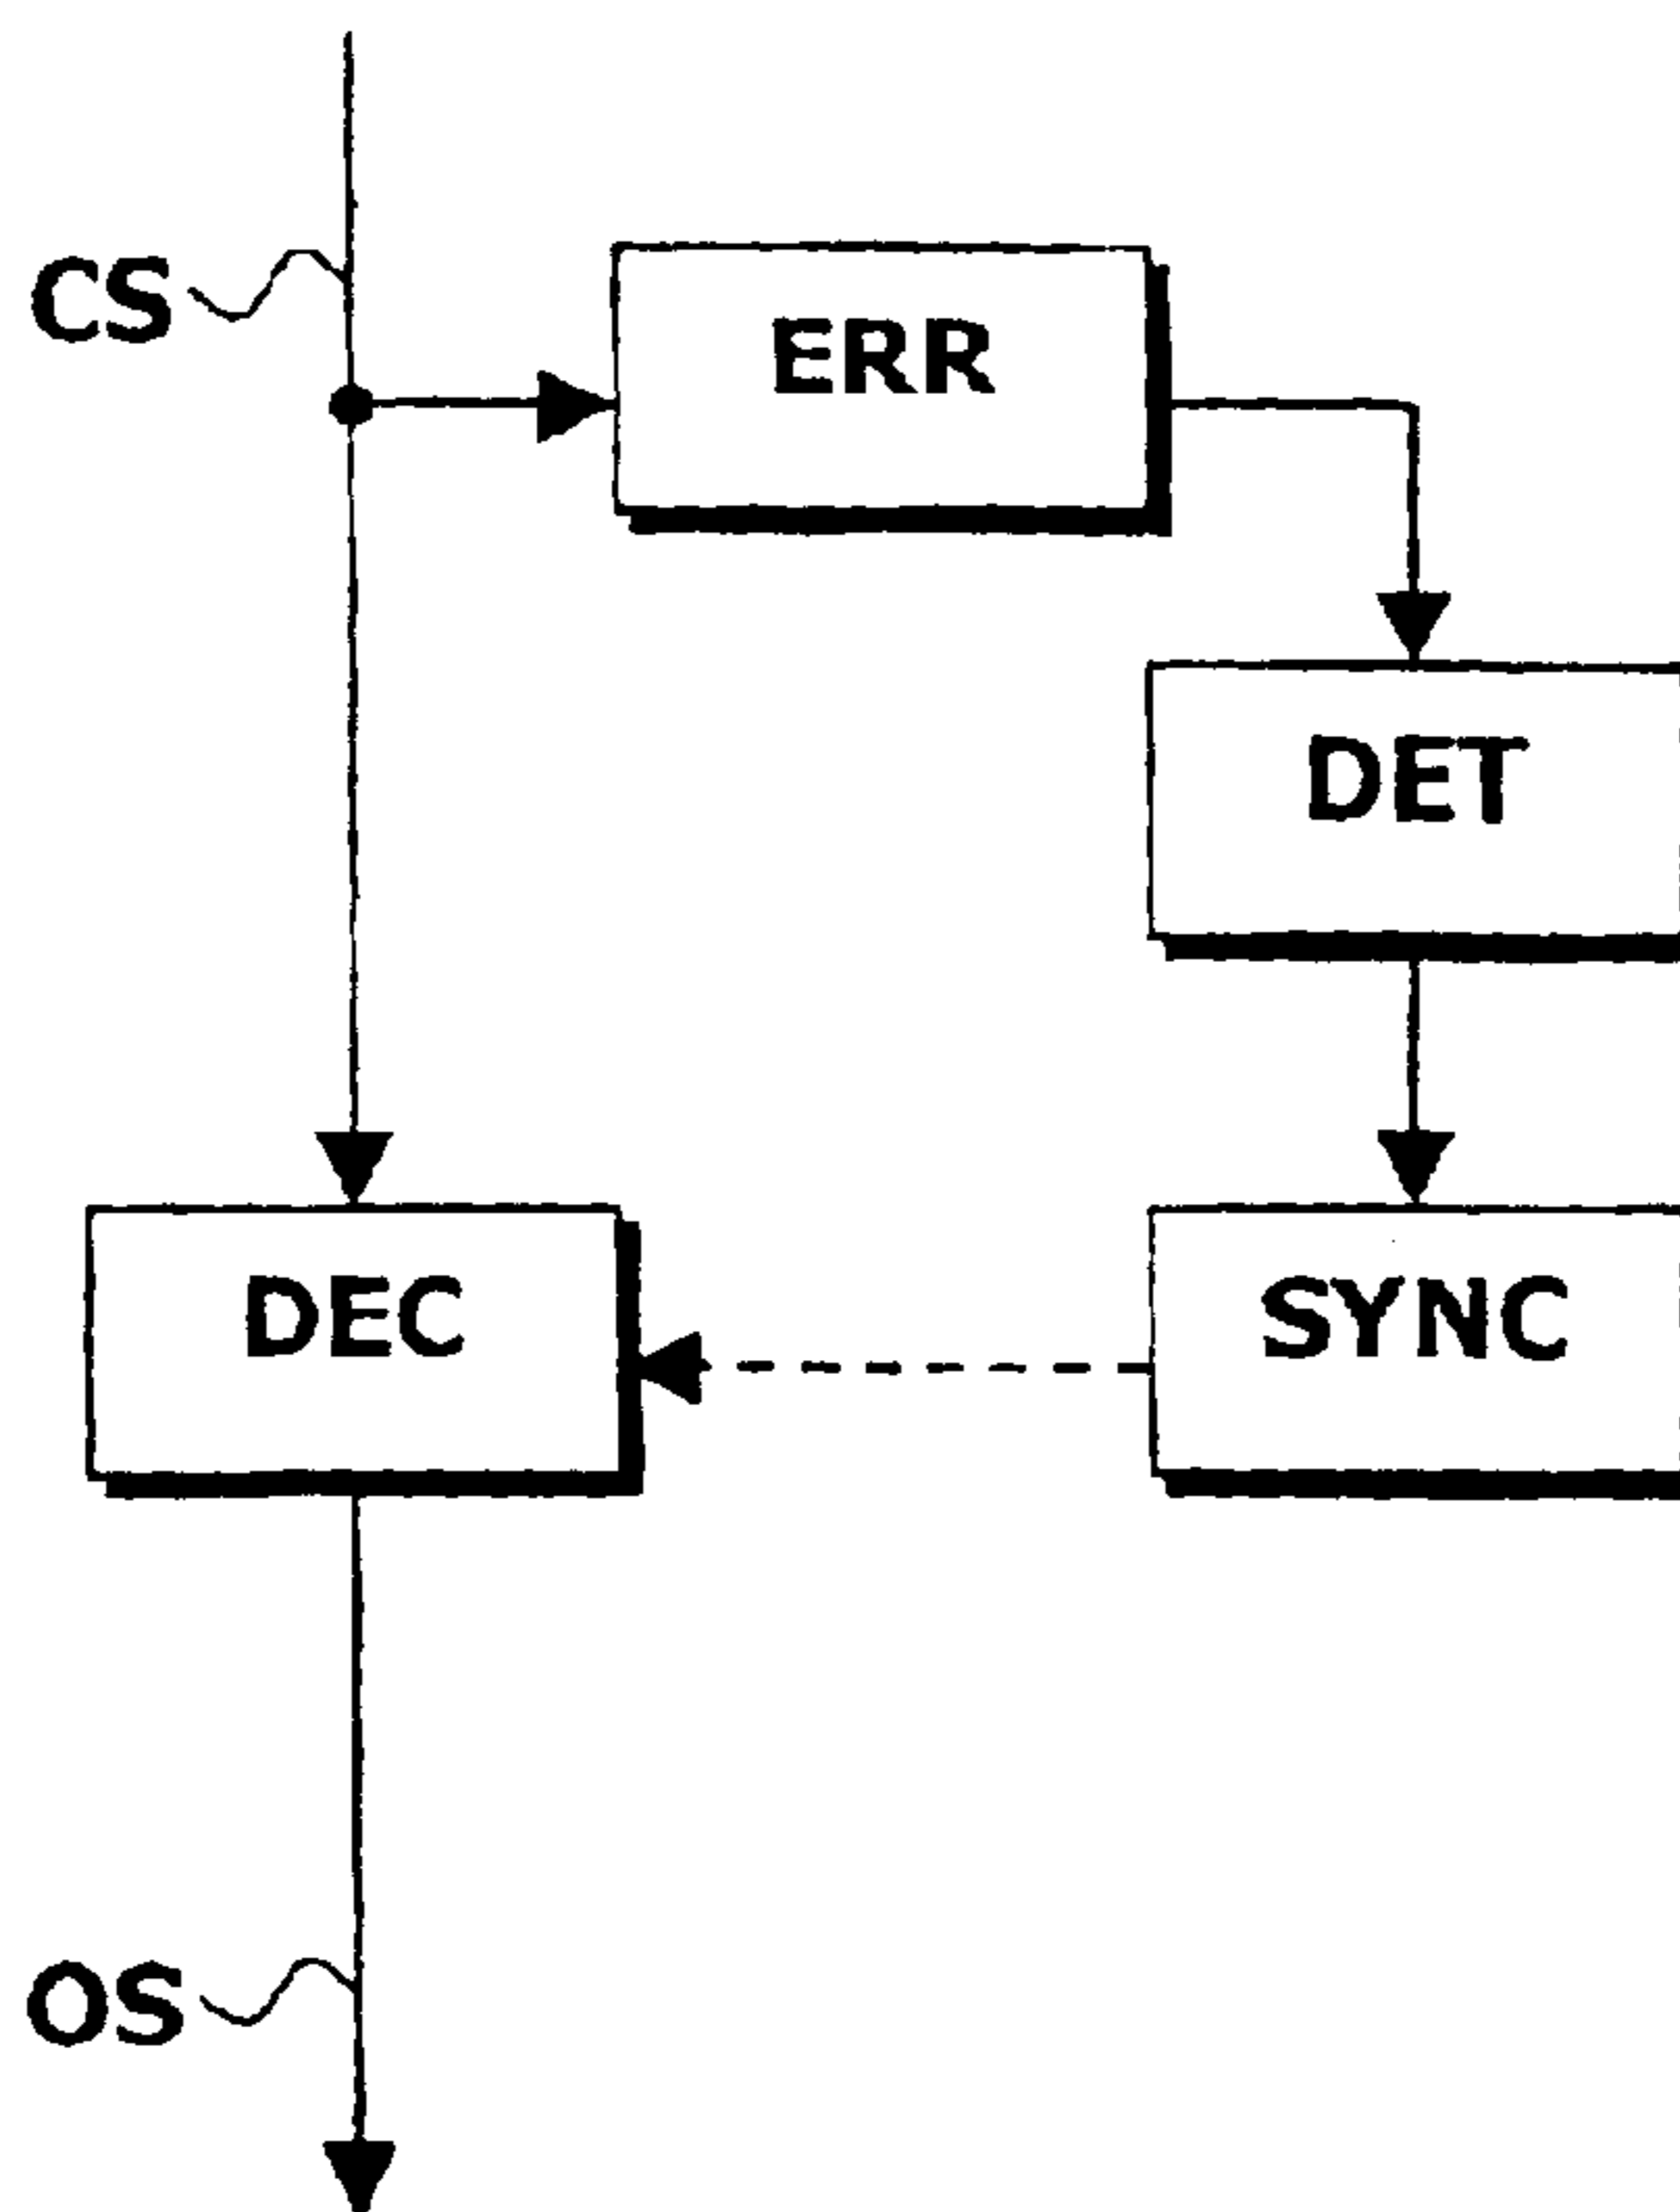 CS
ERR
DET
DEC
SYNC
OS